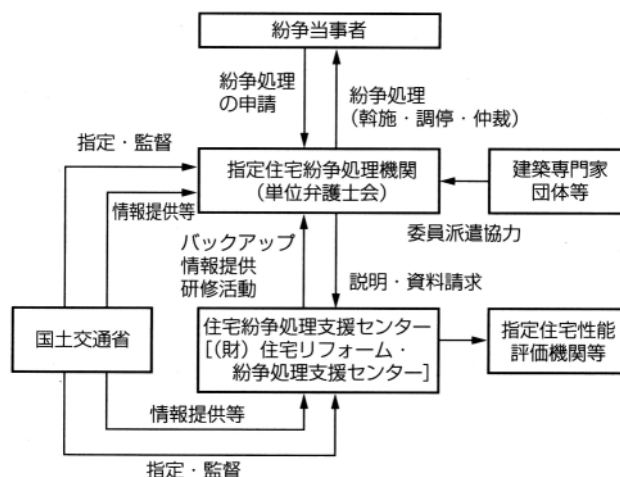 紛争当事者
紛争処理
の申請
紛争処理
(斡施・調停・仲裁)
指定・監督
指定住宅紛争処理機関
(単位弁護士会)
建築専門家
団体等
情報提供等
委員派遣協力
バックアップ
情報提供
研修活動
説明・資料請求
国土交通省
住宅紛争処理支援センター
[(財)住宅リフォーム・
紛争処理支援センター]
指定住宅性能
評価機関等
情報提供等
指定・監督